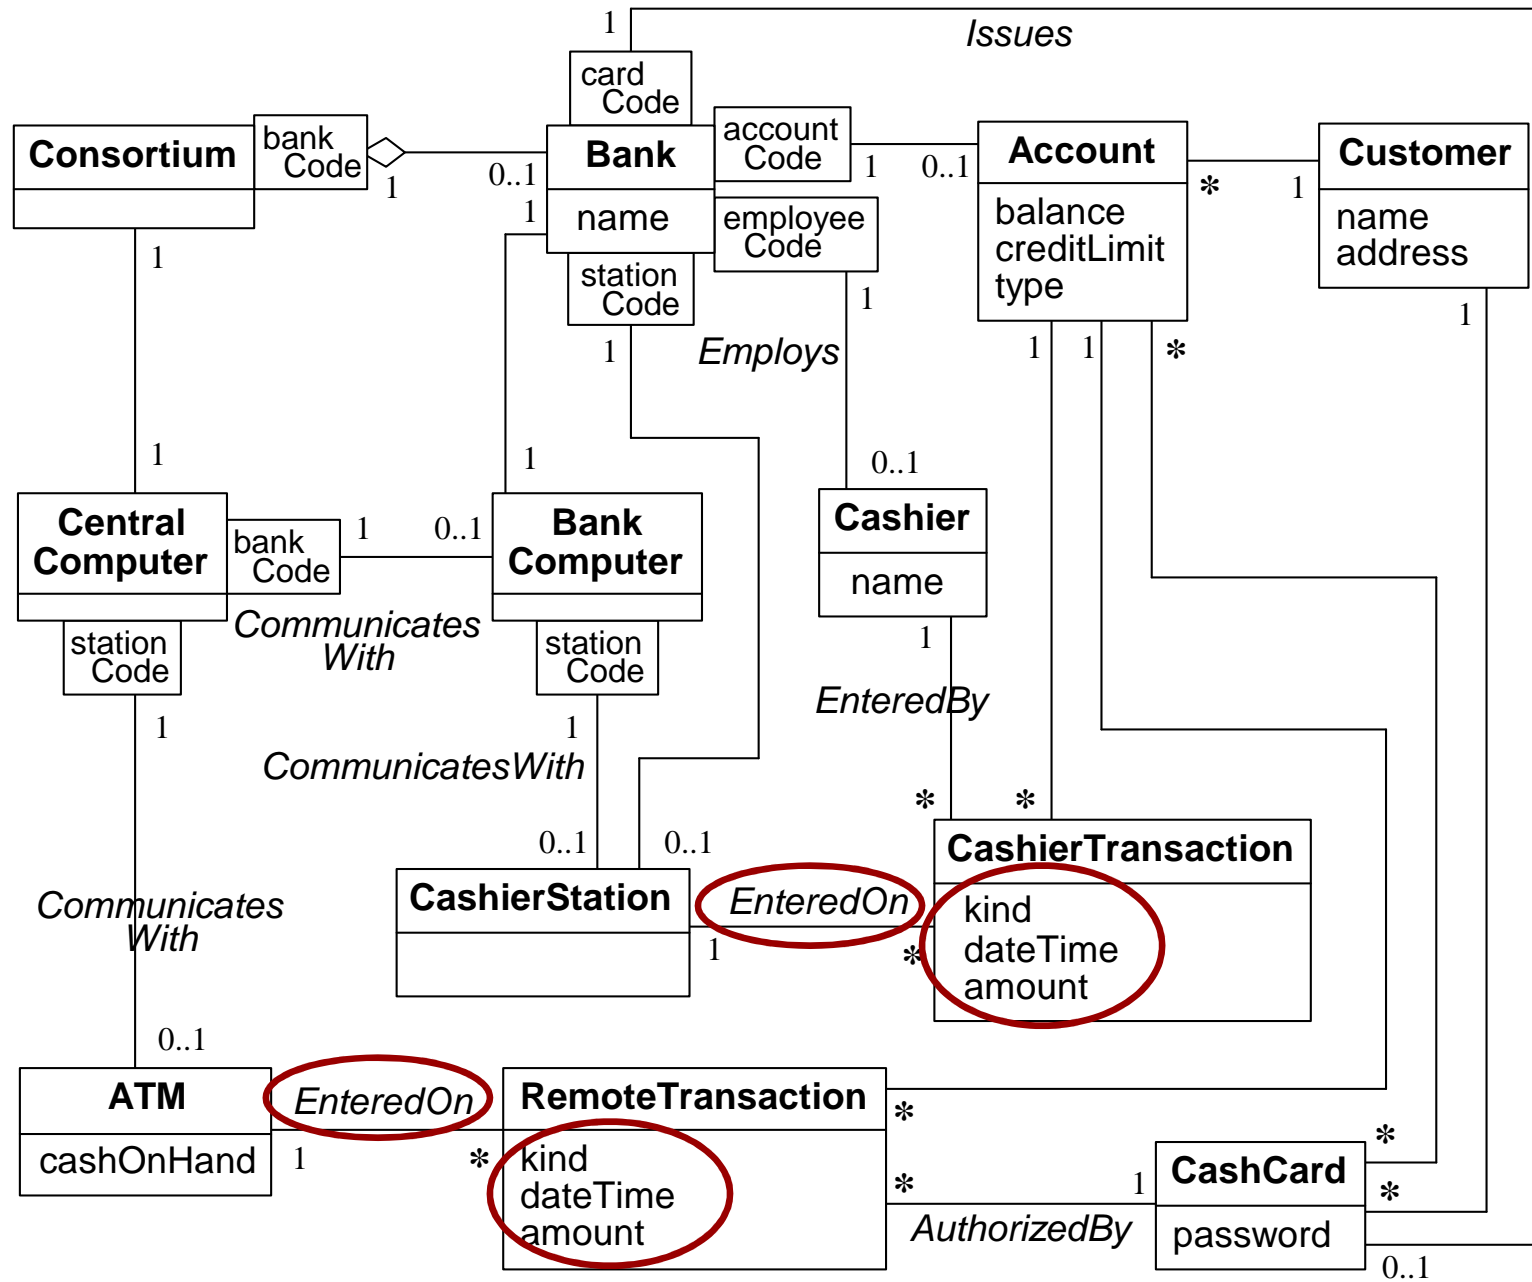 1
Issues
card
Code
Consortium
bank
Code
1
0..1
Bank
name
1
account
Code
1
0..1
Account
balance
creditLimit
type
*
1
Customer
name
address
employee
Code
station
Code
1
1
1
Employs
1
1
1
*
1
1
1
0..1
Central
Computer
bank
Code
1
0..1
Bank
Computer
Cashier
name
station
Code
Communicates
With
station
Code
1
1
1
EnteredBy
CommunicatesWith
0..1
0..1
*
*
CashierTransaction
kind
dateTime
amount
CashierStation
EnteredOn
1
*
Communicates
With
0..1
ATM
cashOnHand
EnteredOn
1
*
RemoteTransaction
kind
dateTime
amount
*
*
1
AuthorizedBy
*
*
CashCard
password
0..1